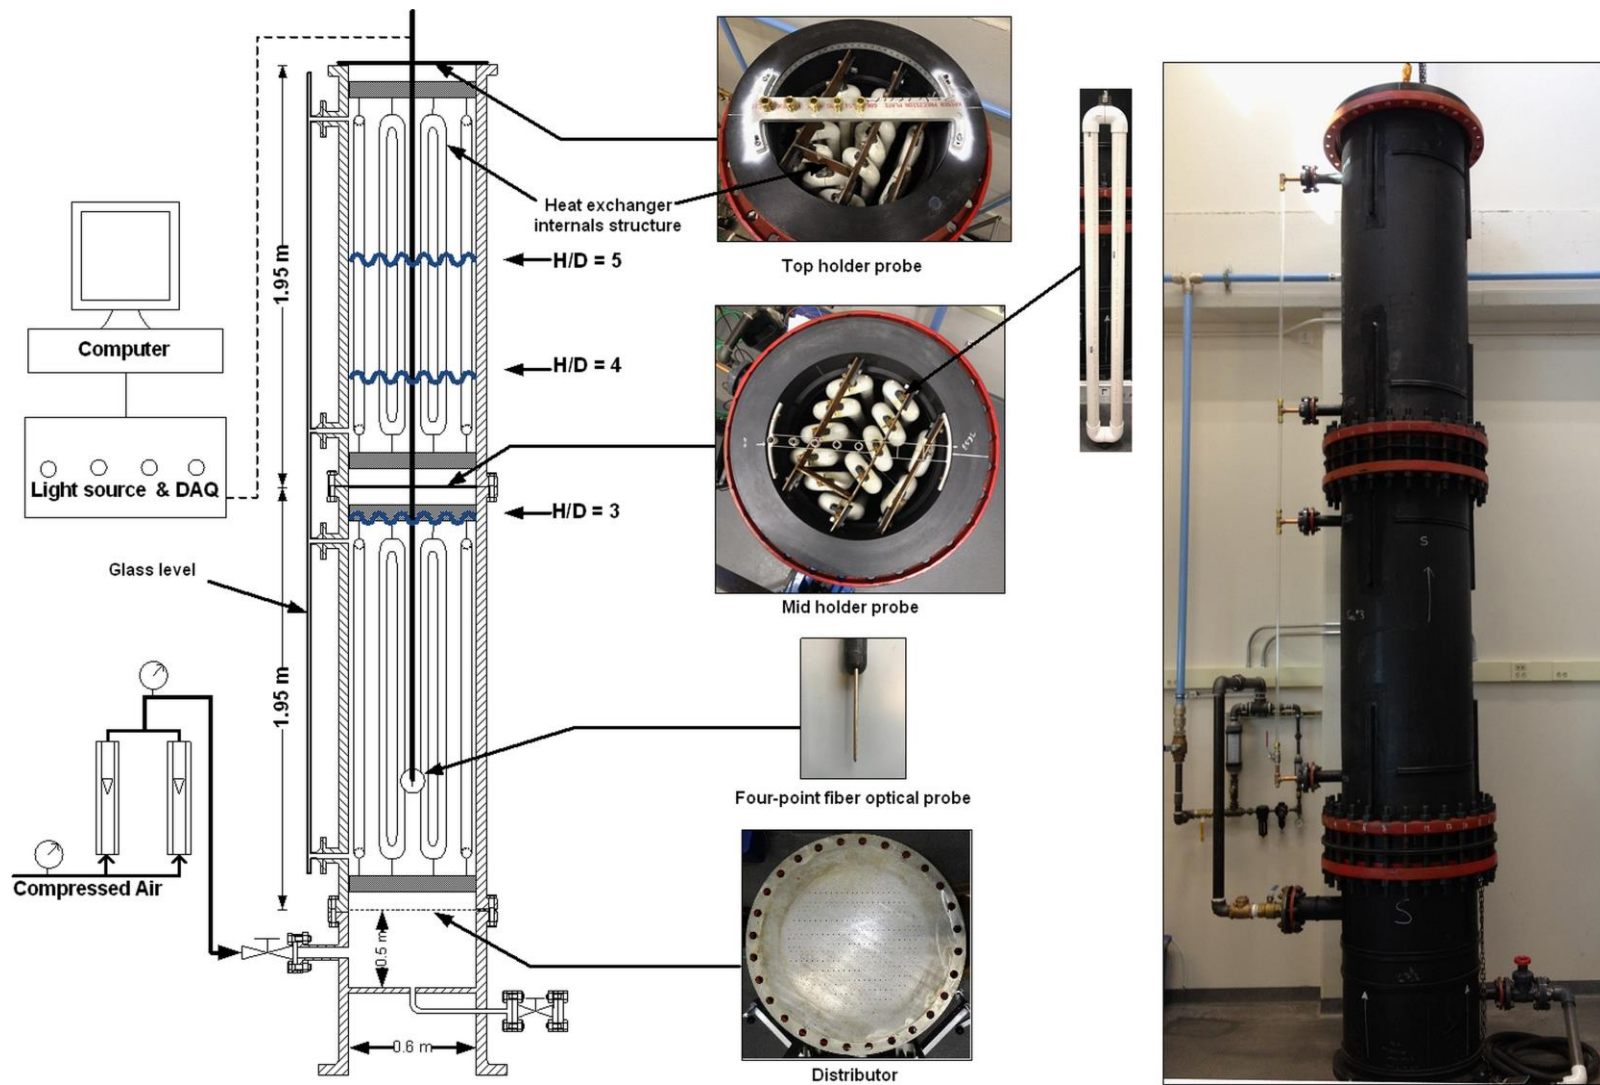 Heat exchanger
internals structure
Top holder probe
1.95 m
H/D = 5
H/D = 4
H/D = 3
Computer
Light source & DAQ
Mid holder probe
Glass level
1.95 m
Four-point fiber optical probe
Compressed Air
0.5 m
0.6 m
Distributor
S
S